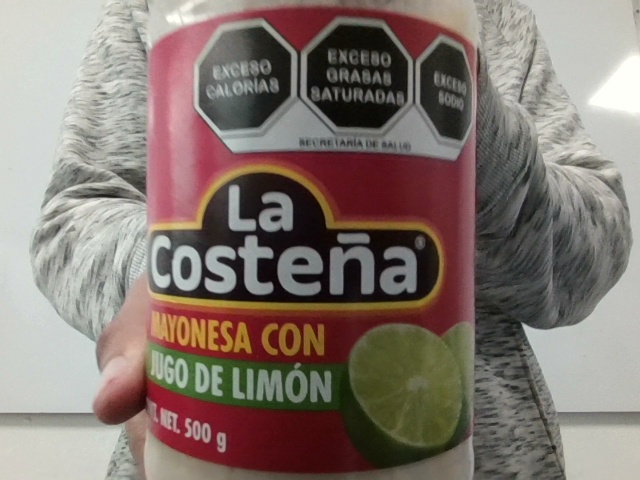 EXCESO
CALORÍAS
EXCESO
GRASAS
SATURADAS
EXCESO
SODIO
SECRETARÍA DE SALUD
La
Costeña®
MAYONESA CON
JUGO DE LIMÓN
NET. 500 g